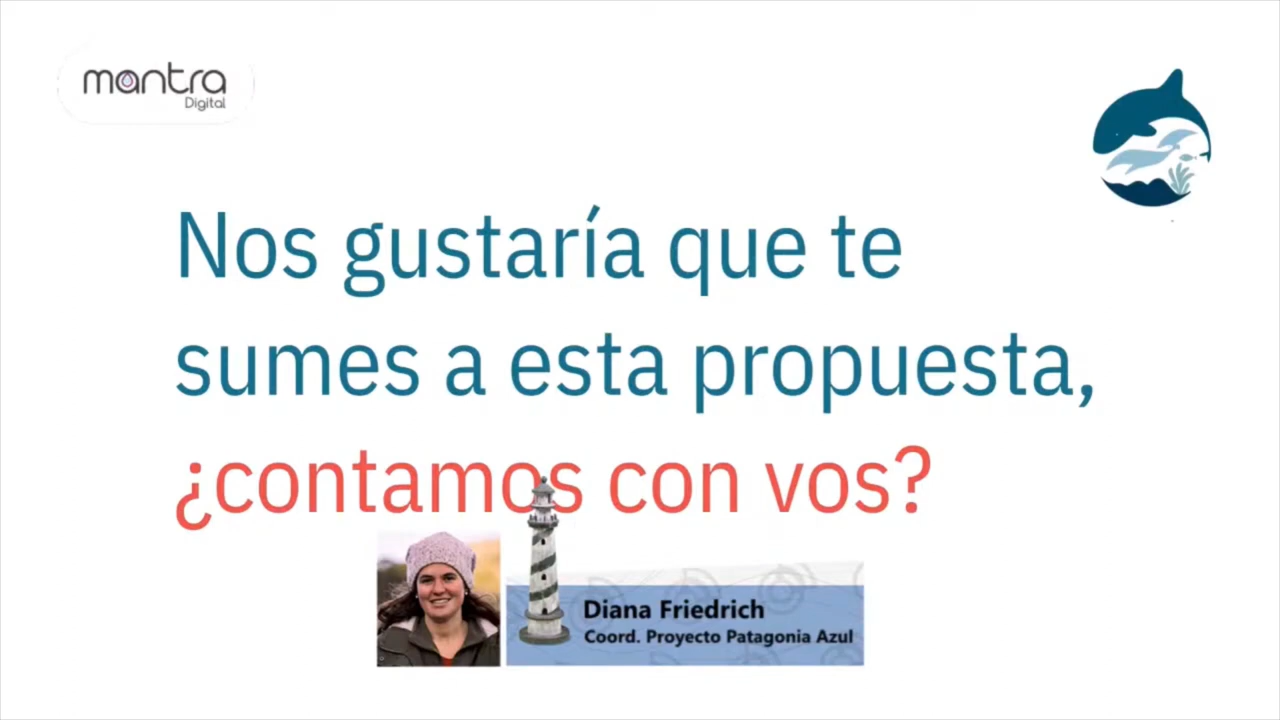 mantra
Digital
Nos gustaría que te
sumes a esta propuesta,
¿contamos con vos?
Diana Friedrich
Coord. Proyecto Patagonia Azul